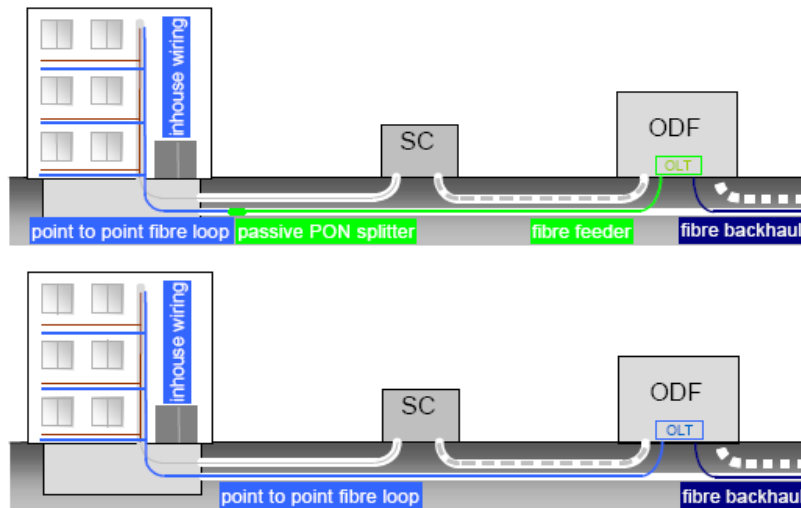 inhouse wiring
SC
ODF
OLT
point to point fibre loop
passive PON splitter
fibre feeder
fibre backhaul
inhouse wiring
SC
ODF
OLT
point to point fibre loop
fibre backhaul